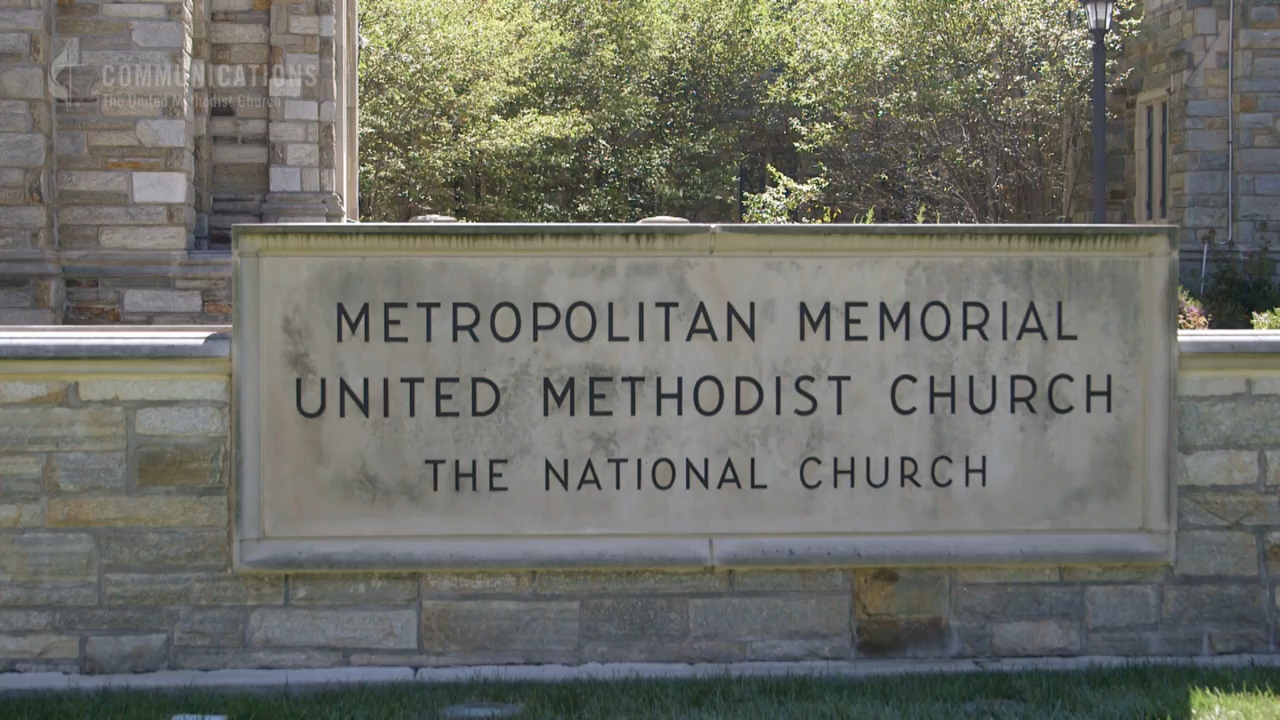 COMMUNICATIONS
The United Methodist Church
METROPOLITAN MEMORIAL
UNITED METHODIST CHURCH
THE NATIONAL CHURCH